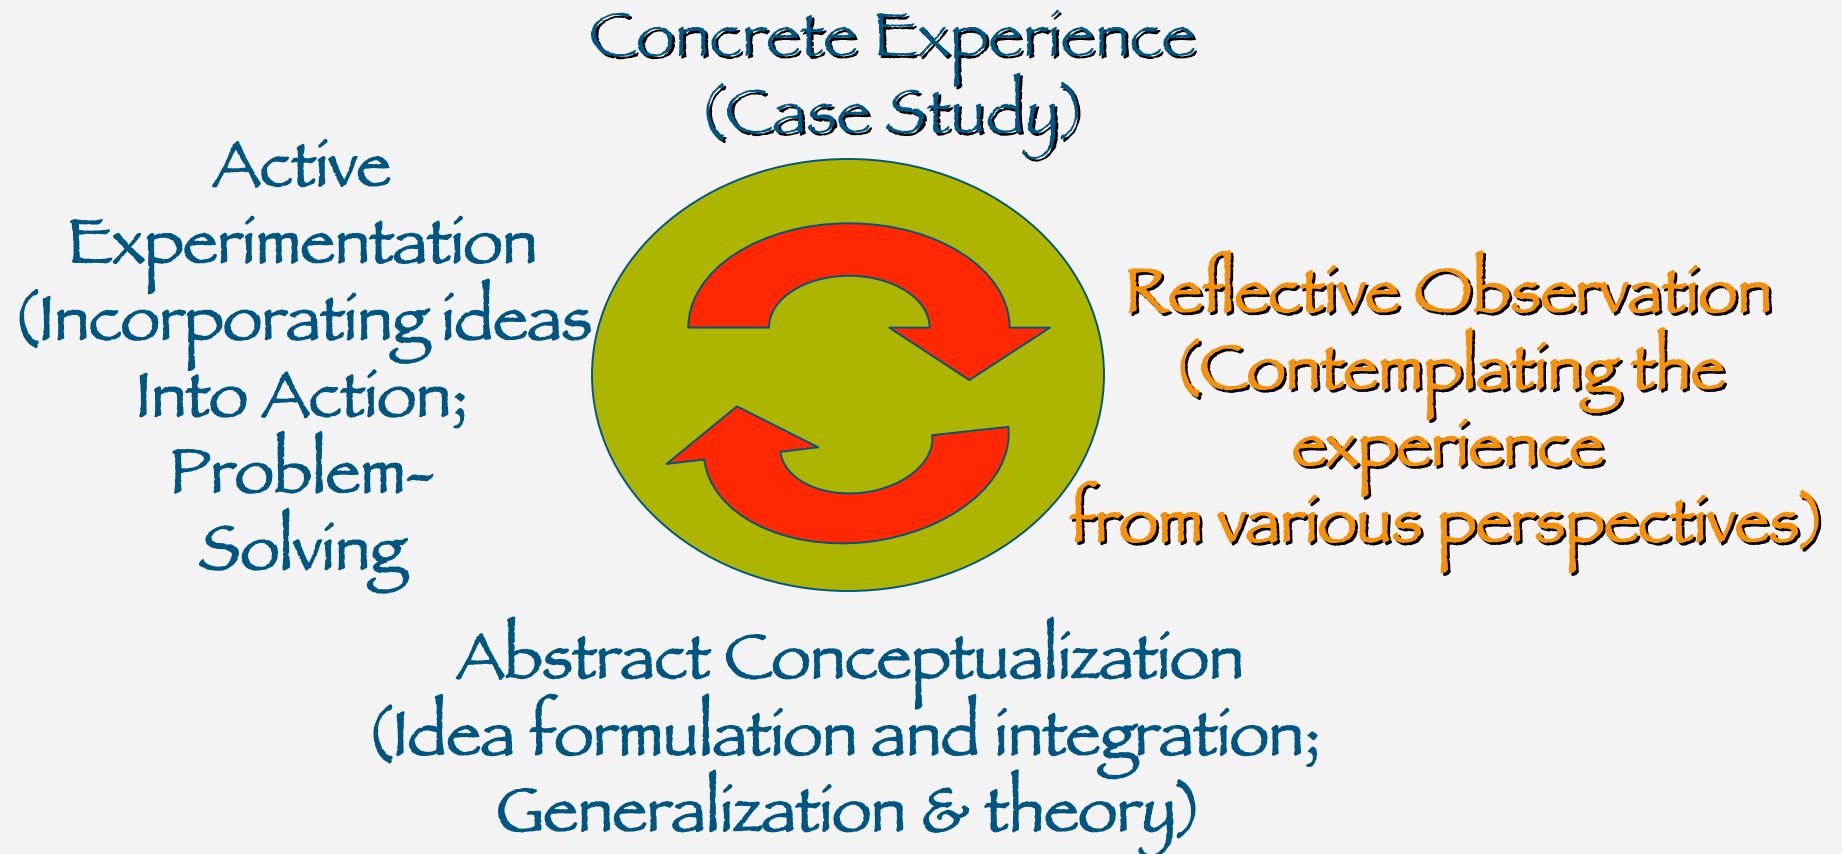 Concrete Experience
(Case Study)
Active
Experimentation
(Incorporating ideas
Into Action;
Problem-
Solving
Reflective Observation
(Contemplating the
experience
from various perspectives)
Abstract Conceptualization
(Idea formulation and integration;
Generalization & theory)